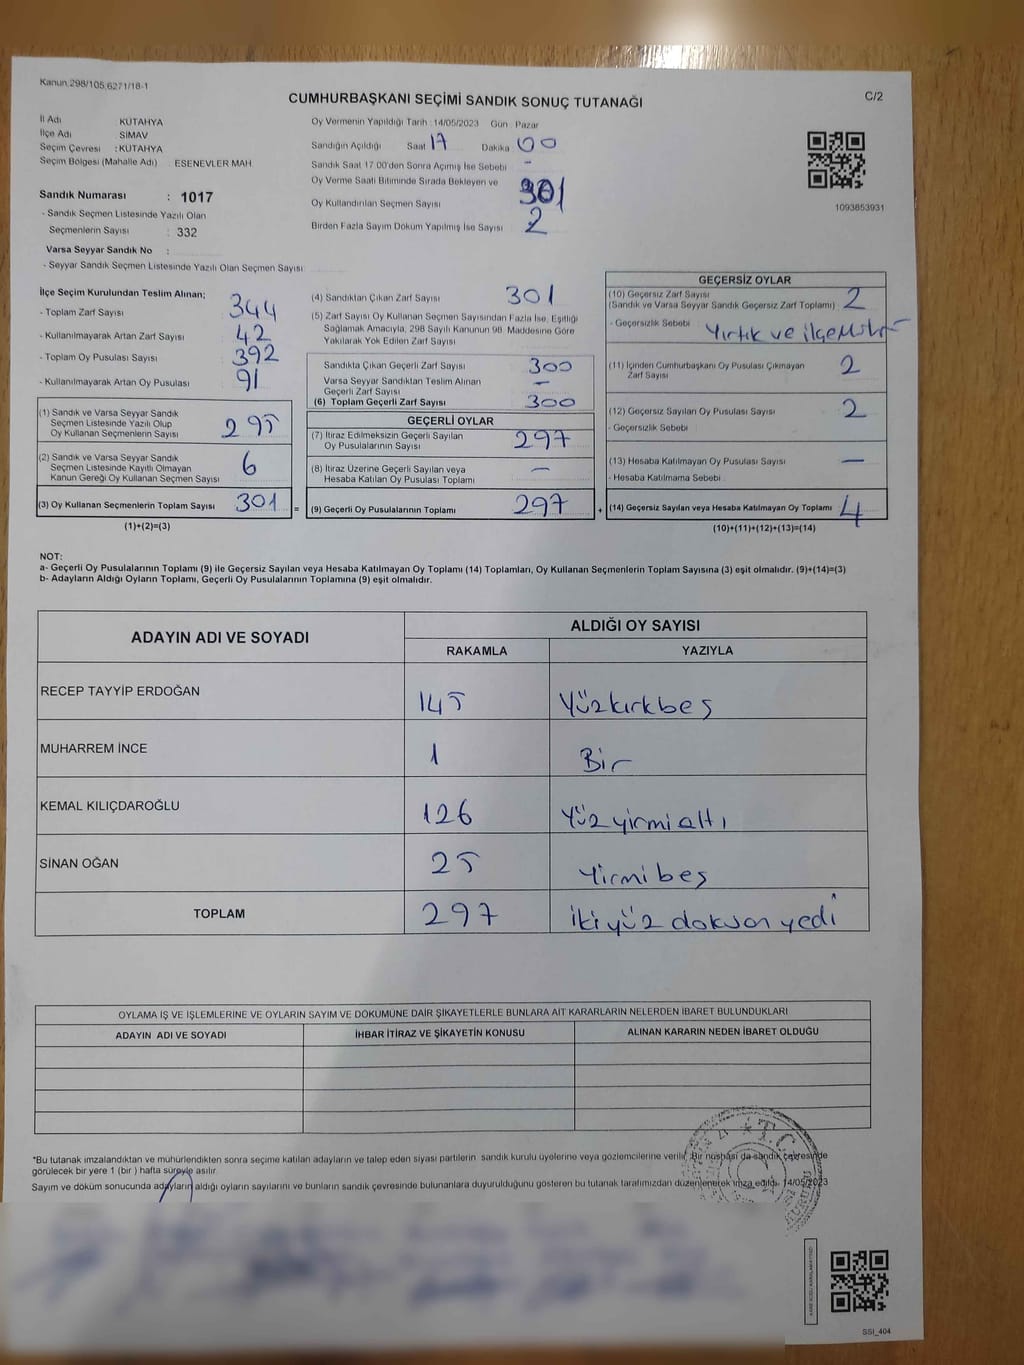 Kanun 298/105,6271/18-1
CUMHURBAŞKANI SEÇİMİ SANDIK SONUÇ TUTANAĞI
C/2
İl Adı : KÜTAHYA
İlçe Adı SİMAV
Seçim Çevresi : KÜTAHYA
Seçim Bölgesi (Mahalle Adı) ESENEVLER MAH
Sandık Numarası : 1017
- Sandık Seçmen Listesinde Yazılı Olan
Seçmenlerin Sayısı : 332
Varsa Seyyar Sandık No :
- Seyyar Sandık Seçmen Listesinde Yazılı Olan Seçmen Sayısı:
Oy Vermenin Yapıldığı Tarih : 14/05/2023 Gün : Pazar
Sandığın Açıldığı Saat 17 Dakika 00
Sandık Saat 17.00'den Sonra Açımış İse Sebebi -
Oy Verme Saati Bitiminde Sırada Bekleyen ve
Oy Kullandırılan Seçmen Sayısı 301
Birden Fazla Sayım Döküm Yapılmış İse Sayısı 2
1093853931
İlçe Seçim Kurulundan Teslim Alınan;
- Toplam Zarf Sayısı 344
- Kullanılmayarak Artan Zarf Sayısı 42
- Toplam Oy Pusulası Sayısı 392
- Kullanılmayarak Artan Oy Pusulası 91
(1) Sandık ve Varsa Seyyar Sandık
Seçmen Listesinde Yazılı Olup
Oy Kullanan Seçmenlerin Sayısı 295
(2) Sandık ve Varsa Seyyar Sandık
Seçmen Listesinde Kayıtlı Olmayan
Kanun Gereği Oy Kullanan Seçmen Sayısı 6
(3) Oy Kullanan Seçmenlerin Toplam Sayısı 301 =
(1)+(2)=(3)
(4) Sandıktan Çıkan Zarf Sayısı 301
(5) Zarf Sayısı Oy Kullanan Seçmen Sayısından Fazla İse, Eşitliği
Sağlamak Amacıyla, 298 Sayılı Kanunun 98. Maddesine Göre
Yakılarak Yok Edilen Zarf Sayısı
Sandıkta Çıkan Geçerli Zarf Sayısı 300
Varsa Seyyar Sandıktan Teslim Alınan
Geçerli Zarf Sayısı -
(6) Toplam Geçerli Zarf Sayısı 300
GEÇERLİ OYLAR
(7) İtiraz Edilmeksizin Geçerli Sayılan
Oy Pusulalarının Sayısı 297
(8) İtiraz Üzerine Geçerli Sayılan veya
Hesaba Katılan Oy Pusulası Toplamı -
(9) Geçerli Oy Pusulalarının Toplamı 297 +
GEÇERSİZ OYLAR
(10) Geçersiz Zarf Sayısı
(Sandık ve Varsa Seyyar Sandık Geçersiz Zarf Toplamı) 2
- Geçersizlik Sebebi Yırtık ve
(11) İçinden Cumhurbaşkanı Oy Pusulası Çıkmayan
Zarf Sayısı 2
(12) Geçersiz Sayılan Oy Pusulası Sayısı 2
- Geçersizlik Sebebi
(13) Hesaba Katılmayan Oy Pusulası Sayısı -
- Hesaba Katılmama Sebebi
(14) Geçersiz Sayılan veya Hesaba Katılmayan Oy Toplamı 4
(10)+(11)+(12)+(13)=(14)
NOT:
a- Geçerli Oy Pusulalarının Toplamı (9) ile Geçersiz Sayılan veya Hesaba Katılmayan Oy Toplamı (14) Toplamları, Oy Kullanan Seçmenlerin Toplam Sayısına (3) eşit olmalıdır. (9)+(14)=(3)
b- Adayların Aldığı Oyların Toplamı, Geçerli Oy Pusulalarının Toplamına (9) eşit olmalıdır.
ADAYIN ADI VE SOYADI ALDIĞI OY SAYISI
RAKAMLA YAZIYLA
RECEP TAYYİP ERDOĞAN 145 Yüzkırkbeş
MUHARREM İNCE 1 Bir
KEMAL KILIÇDAROĞLU 126 Yüzyirmialtı
SİNAN OĞAN 25 Yirmibeş
TOPLAM 297 ikiyüz doksan yedi
OYLAMA İŞ VE İŞLEMLERİNE VE OYLARIN SAYIM VE DÖKÜMÜNE DAİR ŞİKAYETLERLE BUNLARA AİT KARARLARIN NELERDEN İBARET BULUNDUKLARI
ADAYIN ADI VE SOYADI İHBAR İTİRAZ VE ŞİKAYETİN KONUSU ALINAN KARARIN NEDEN İBARET OLDUĞU
*Bu tutanak imzalandıktan ve mühürlendikten sonra seçime katılan adayların ve talep eden siyasi partilerin sandık kurulu üyelerine veya gözlemcilerine verilir. Bir nüshası da sandık çevresinde
görülecek bir yere 1 (bir ) hafta süreyle asılır.
Sayım ve döküm sonucunda adayların aldığı oyların sayılarını ve bunların sandık çevresinde bulunanlara duyurulduğunu gösteren bu tutanak tarafımızdan düzenlenerek imza edildi. 14/05/2023
T.C.
SSI_404